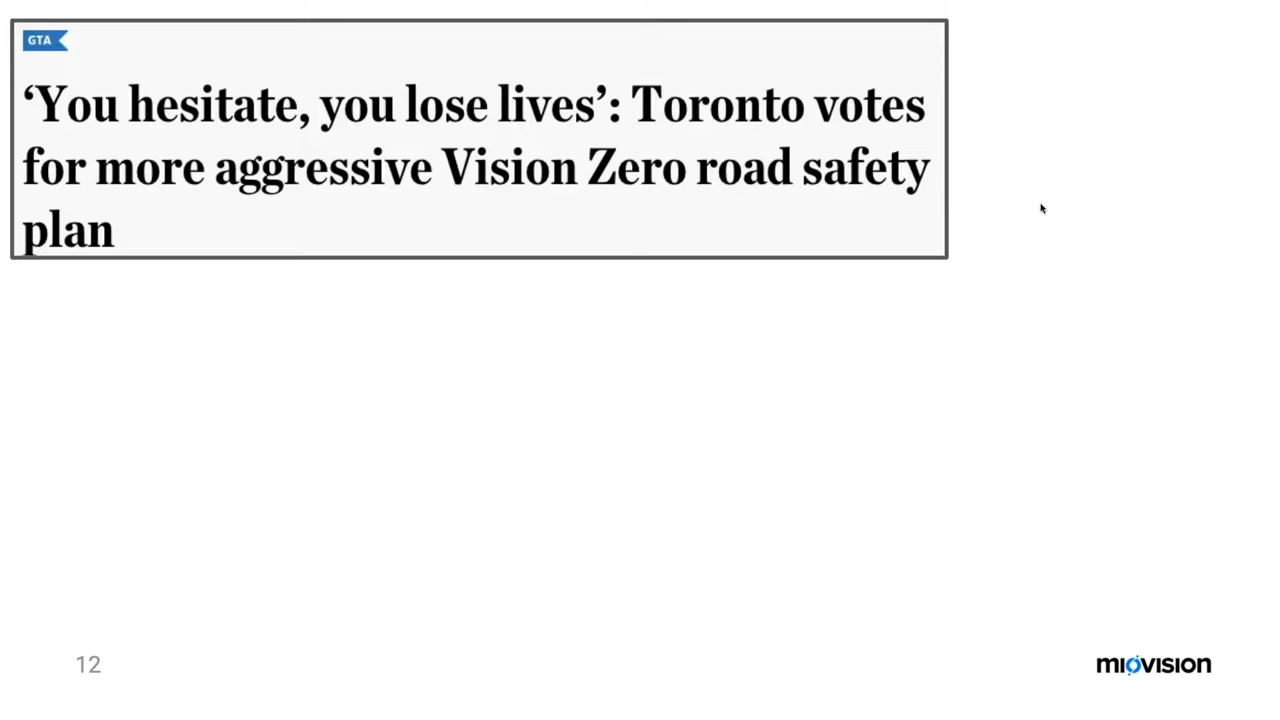 GTA
‘You hesitate, you lose lives’: Toronto votes
for more aggressive Vision Zero road safety
plan
12
miovision